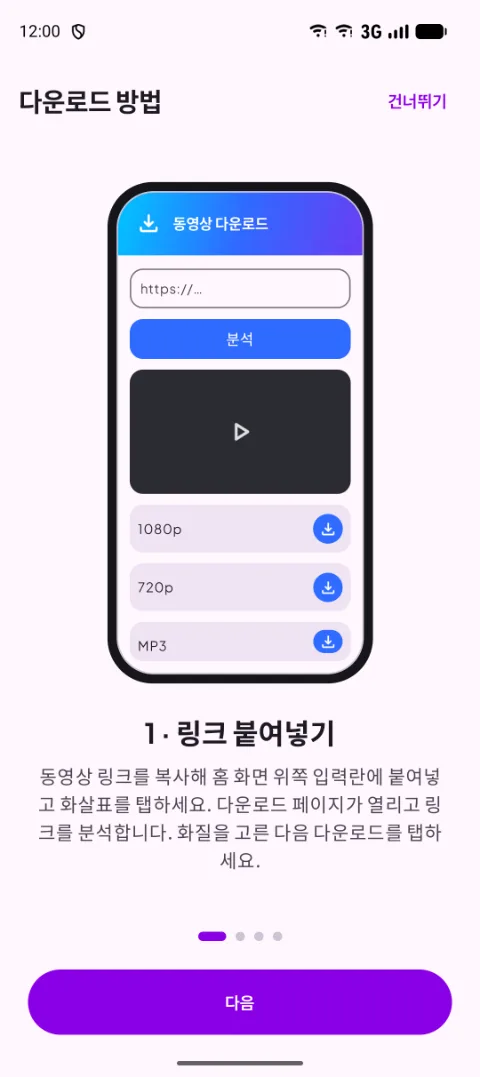 12:00
3G
다운로드 방법
건너뛰기
동영상 다운로드
https://…
분석
1080p
720p
MP3
1 · 링크 붙여넣기
동영상 링크를 복사해 홈 화면 위쪽 입력란에 붙여넣
고 화살표를 탭하세요. 다운로드 페이지가 열리고 링
크를 분석합니다. 화질을 고른 다음 다운로드를 탭하
세요.
다음